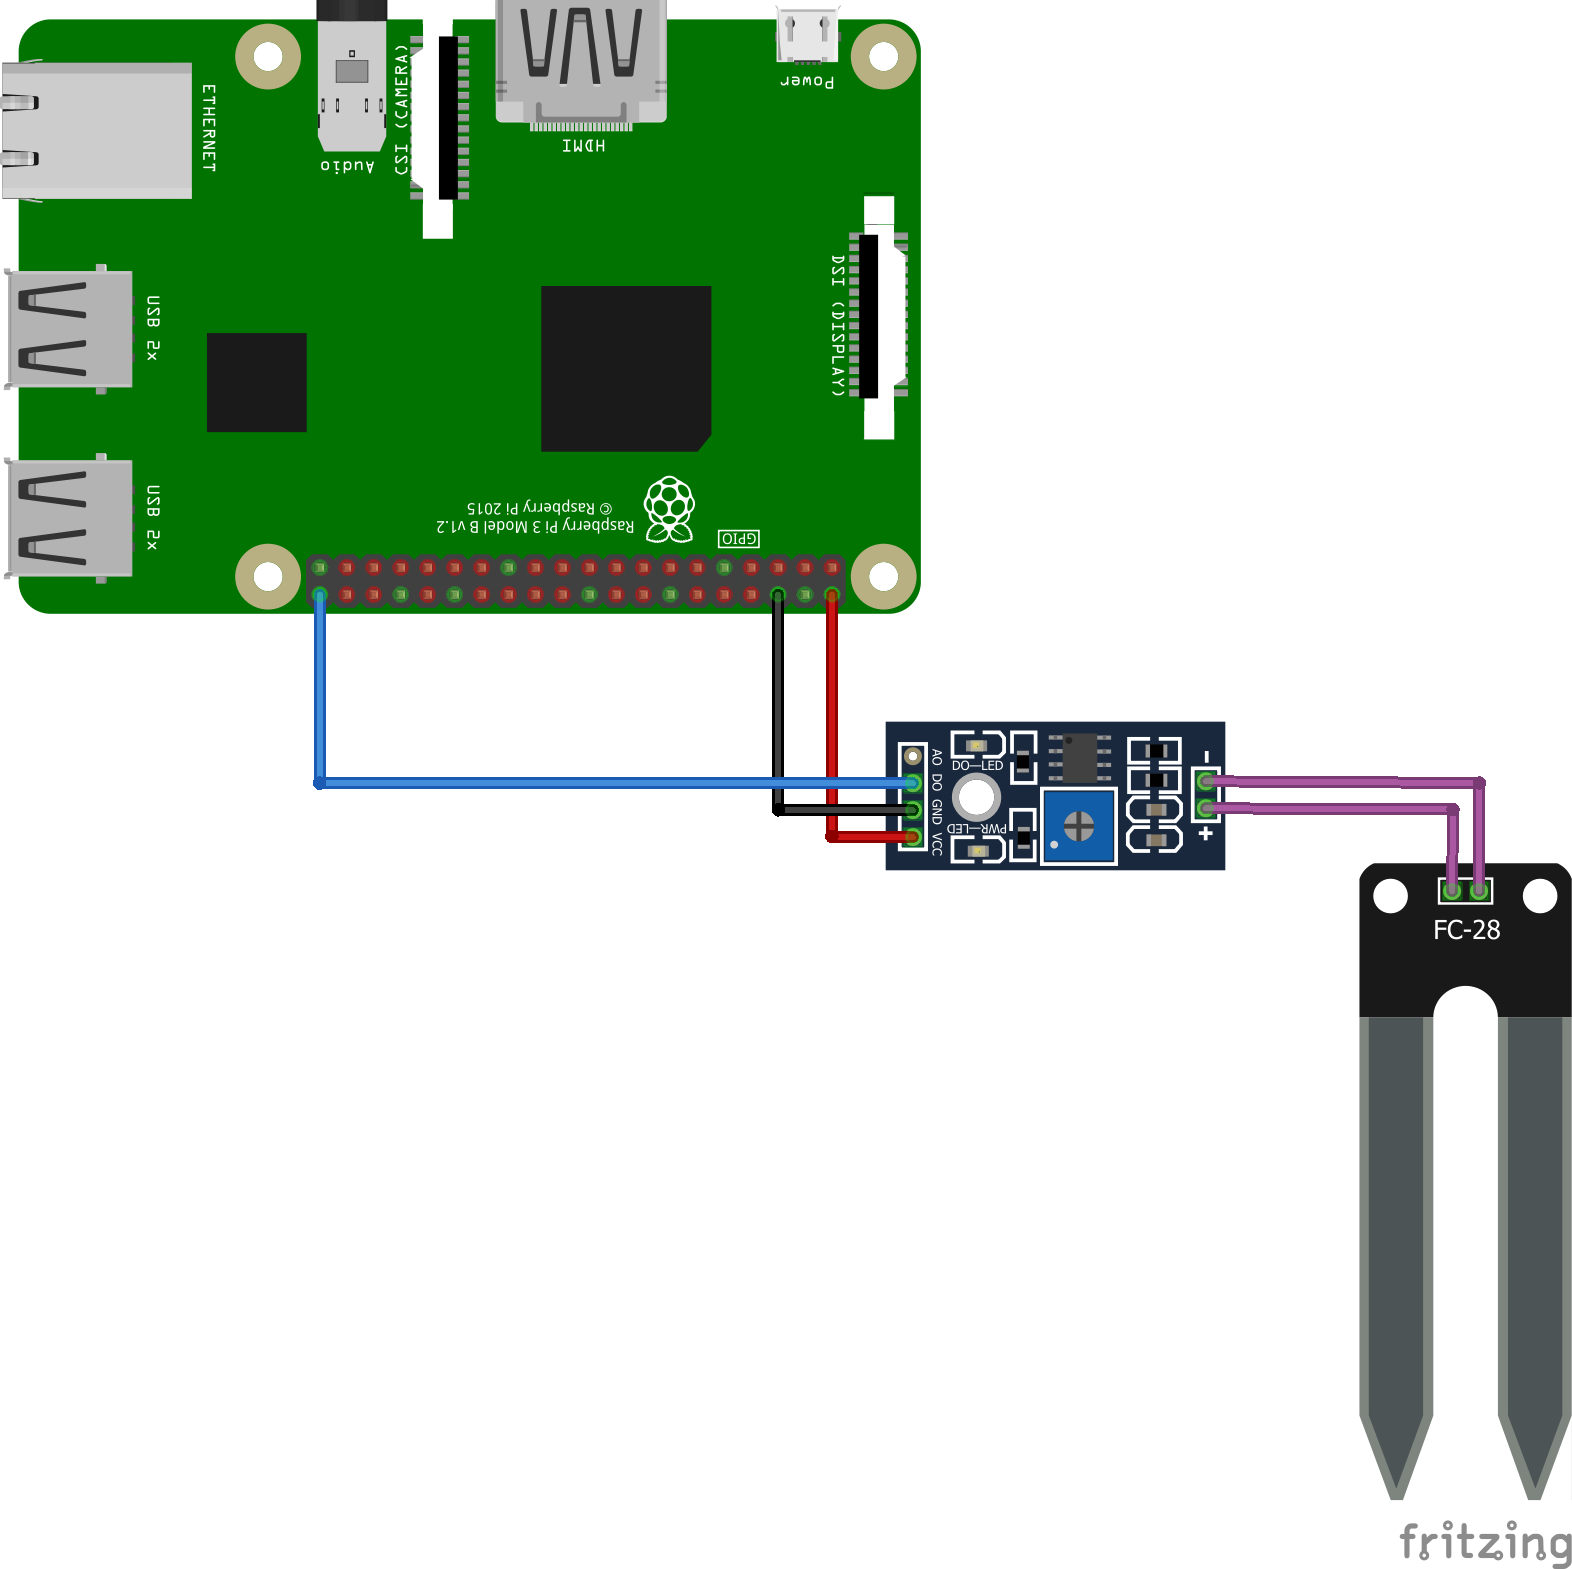 Power
ETHERNET
CSI (CAMERA)
HDMI
Audio
DSI (DISPLAY)
USB 2x
USB 2x
Raspberry Pi 3 Model B v1.2
© Raspberry Pi 2015
GPIO
AO DO GND VCC
DO-LED
PWR-LED
-
+
FC-28
fritzing